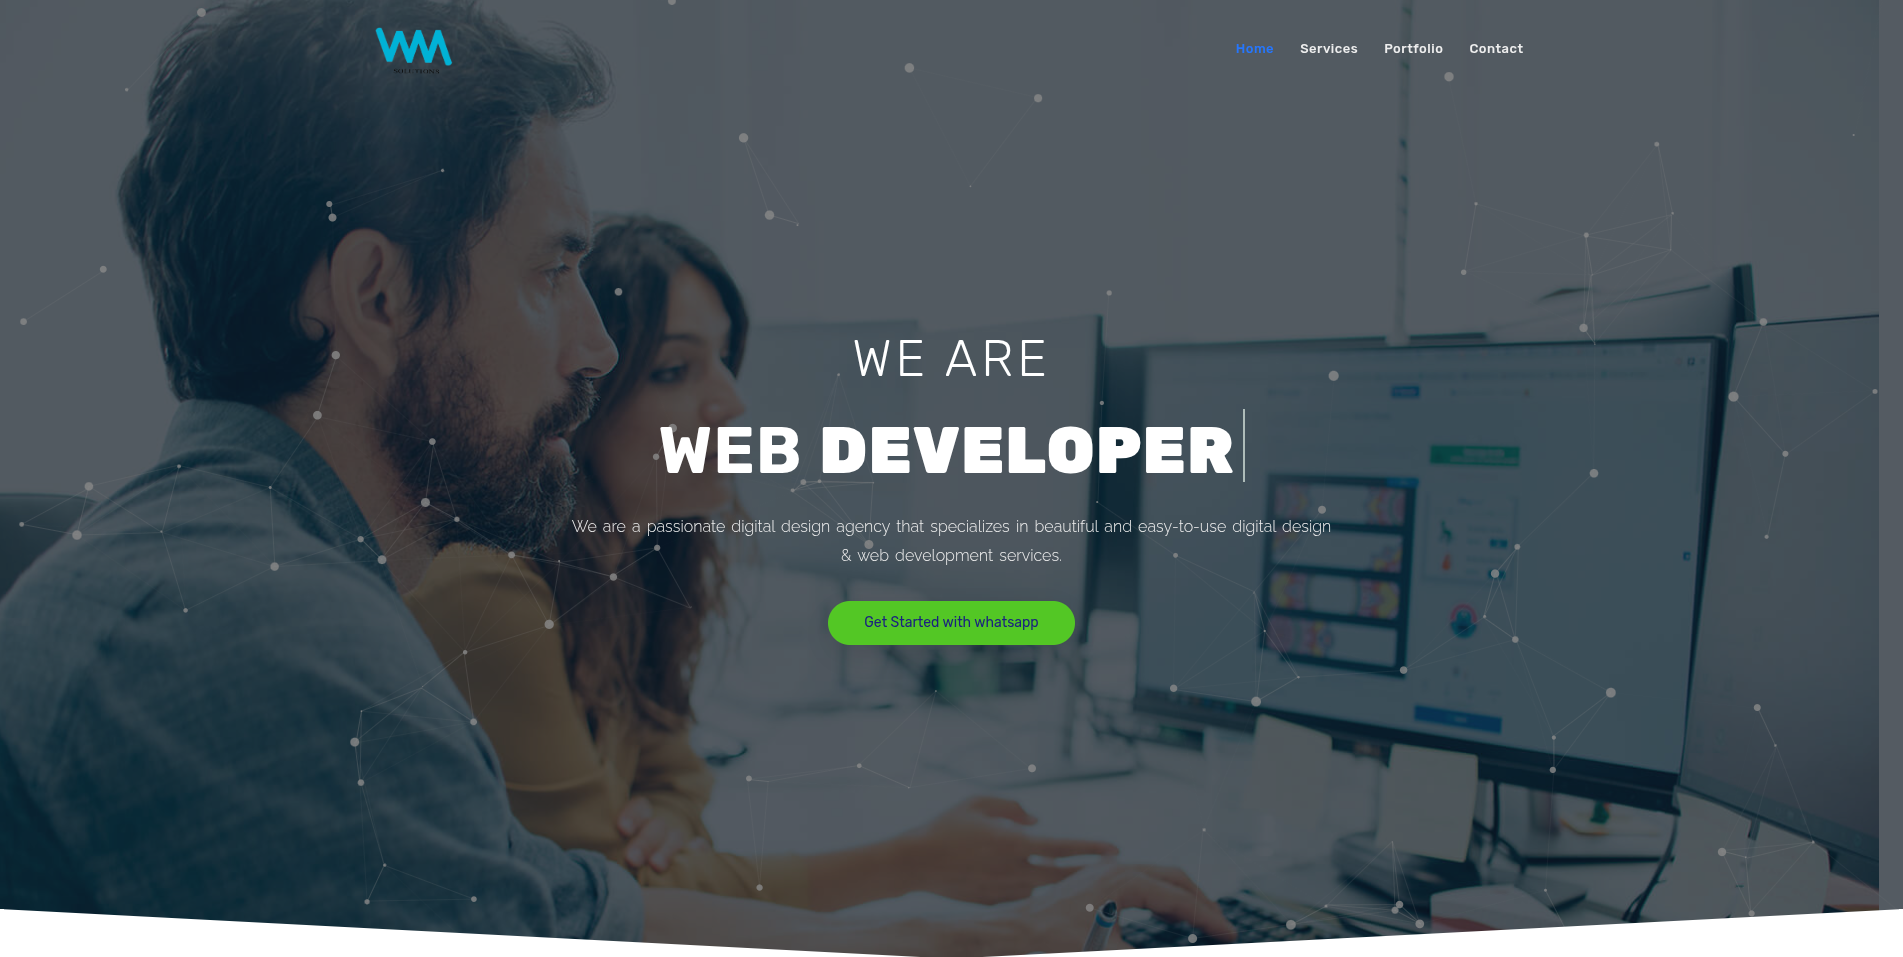 SOLUTIONS
Home Services Portfolio Contact
WE ARE
WEB DEVELOPER
We are a passionate digital design agency that specializes in beautiful and easy-to-use digital design
& web development services.
Get Started with whatsapp